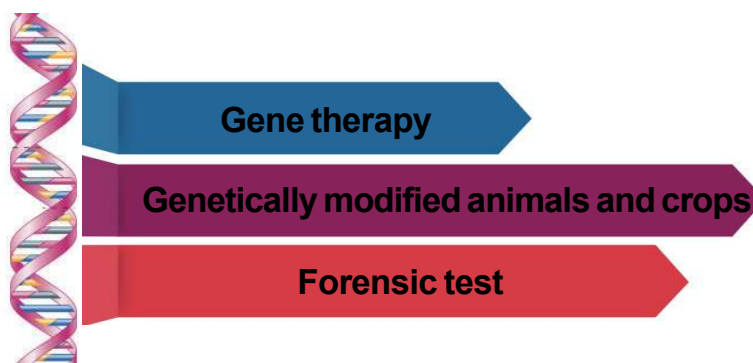 Gene therapy
Genetically modified animals and crops
Forensic test